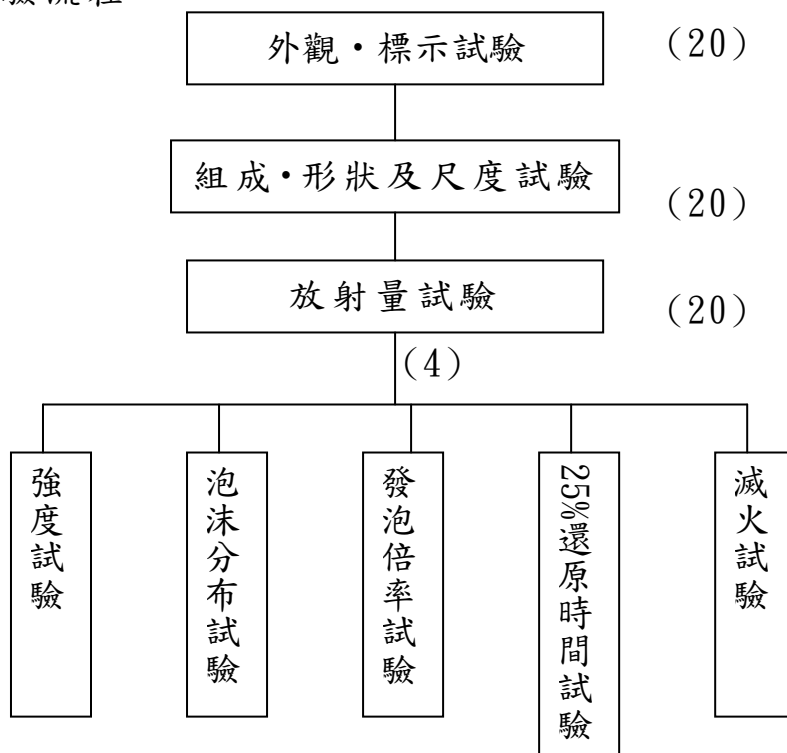 外觀·標示試驗
(20)
組成·形狀及尺度試驗
(20)
放射量試驗
(20)
(4)
強度試驗
泡沫分布試驗
發泡倍率試驗
25%還原時間試驗
滅火試驗